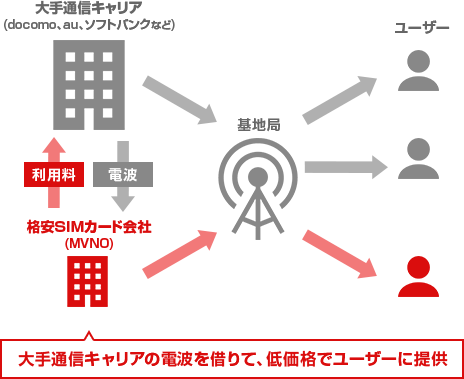 大手通信キャリア
(docomo、au、ソフトバンクなど)
ユーザー
基地局
利用料
電波
格安SIMカード会社
(MVNO)
大手通信キャリアの電波を借りて、低価格でユーザーに提供